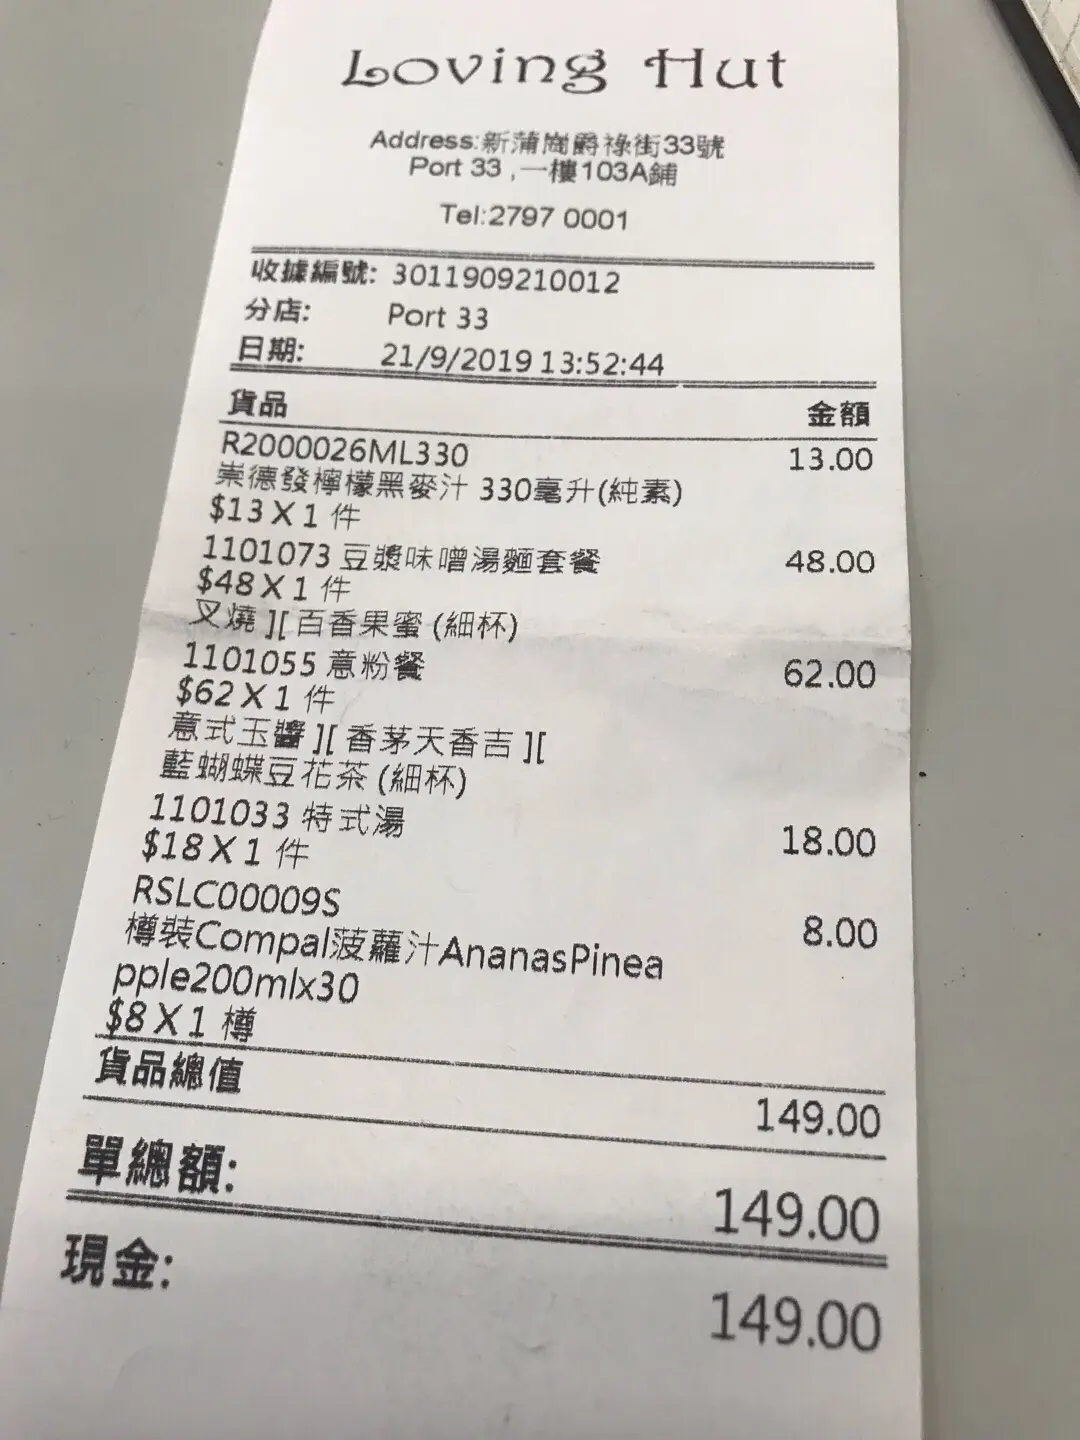 Loving Hut
Address:新蒲崗爵祿街33號
Port 33 ,一樓103A鋪
Tel:2797 0001
收據編號: 3011909210012
分店: Port 33
日期: 21/9/2019 13:52:44
貨品 金額
R2000026ML330 13.00
崇德發檸檬黑麥汁 330毫升(純素)
$13 X 1 件
1101073 豆漿味噌湯麵套餐 48.00
$48 X 1 件
叉燒 ][ 百香果蜜 (細杯)
1101055 意粉餐 62.00
$62 X 1 件
意式玉醬 ][ 香茅天香吉 ][
藍蝴蝶豆花茶 (細杯)
1101033 特式湯 18.00
$18 X 1 件
RSLC00009S 8.00
樽裝Compal菠蘿汁AnanasPinea
pple200mlx30
$8 X 1 樽
貨品總值 149.00
單總額: 149.00
現金: 149.00